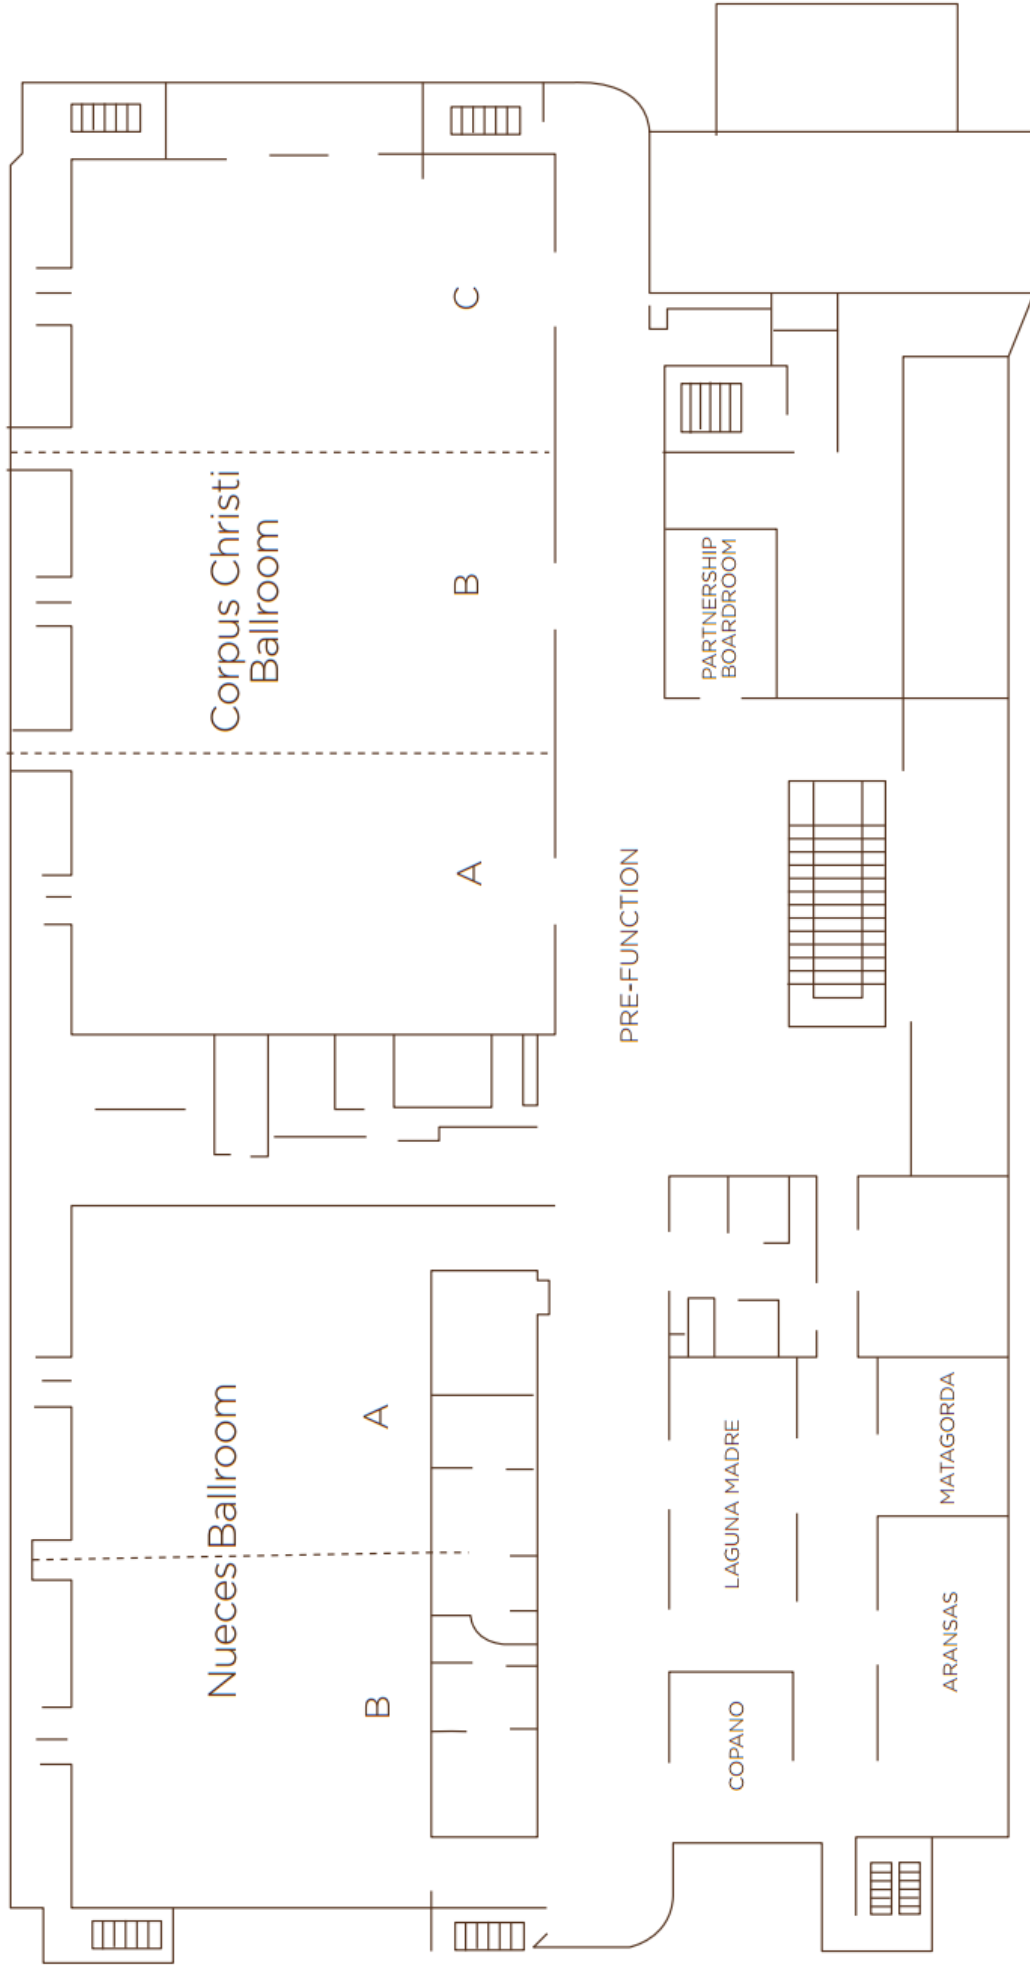 Corpus Christi
Ballroom
C
B
A
PARTNERSHIP
BOARDROOM
PRE-FUNCTION
Nueces Ballroom
A
B
LAGUNA MADRE
MATAGORDA
COPANO
ARANSAS